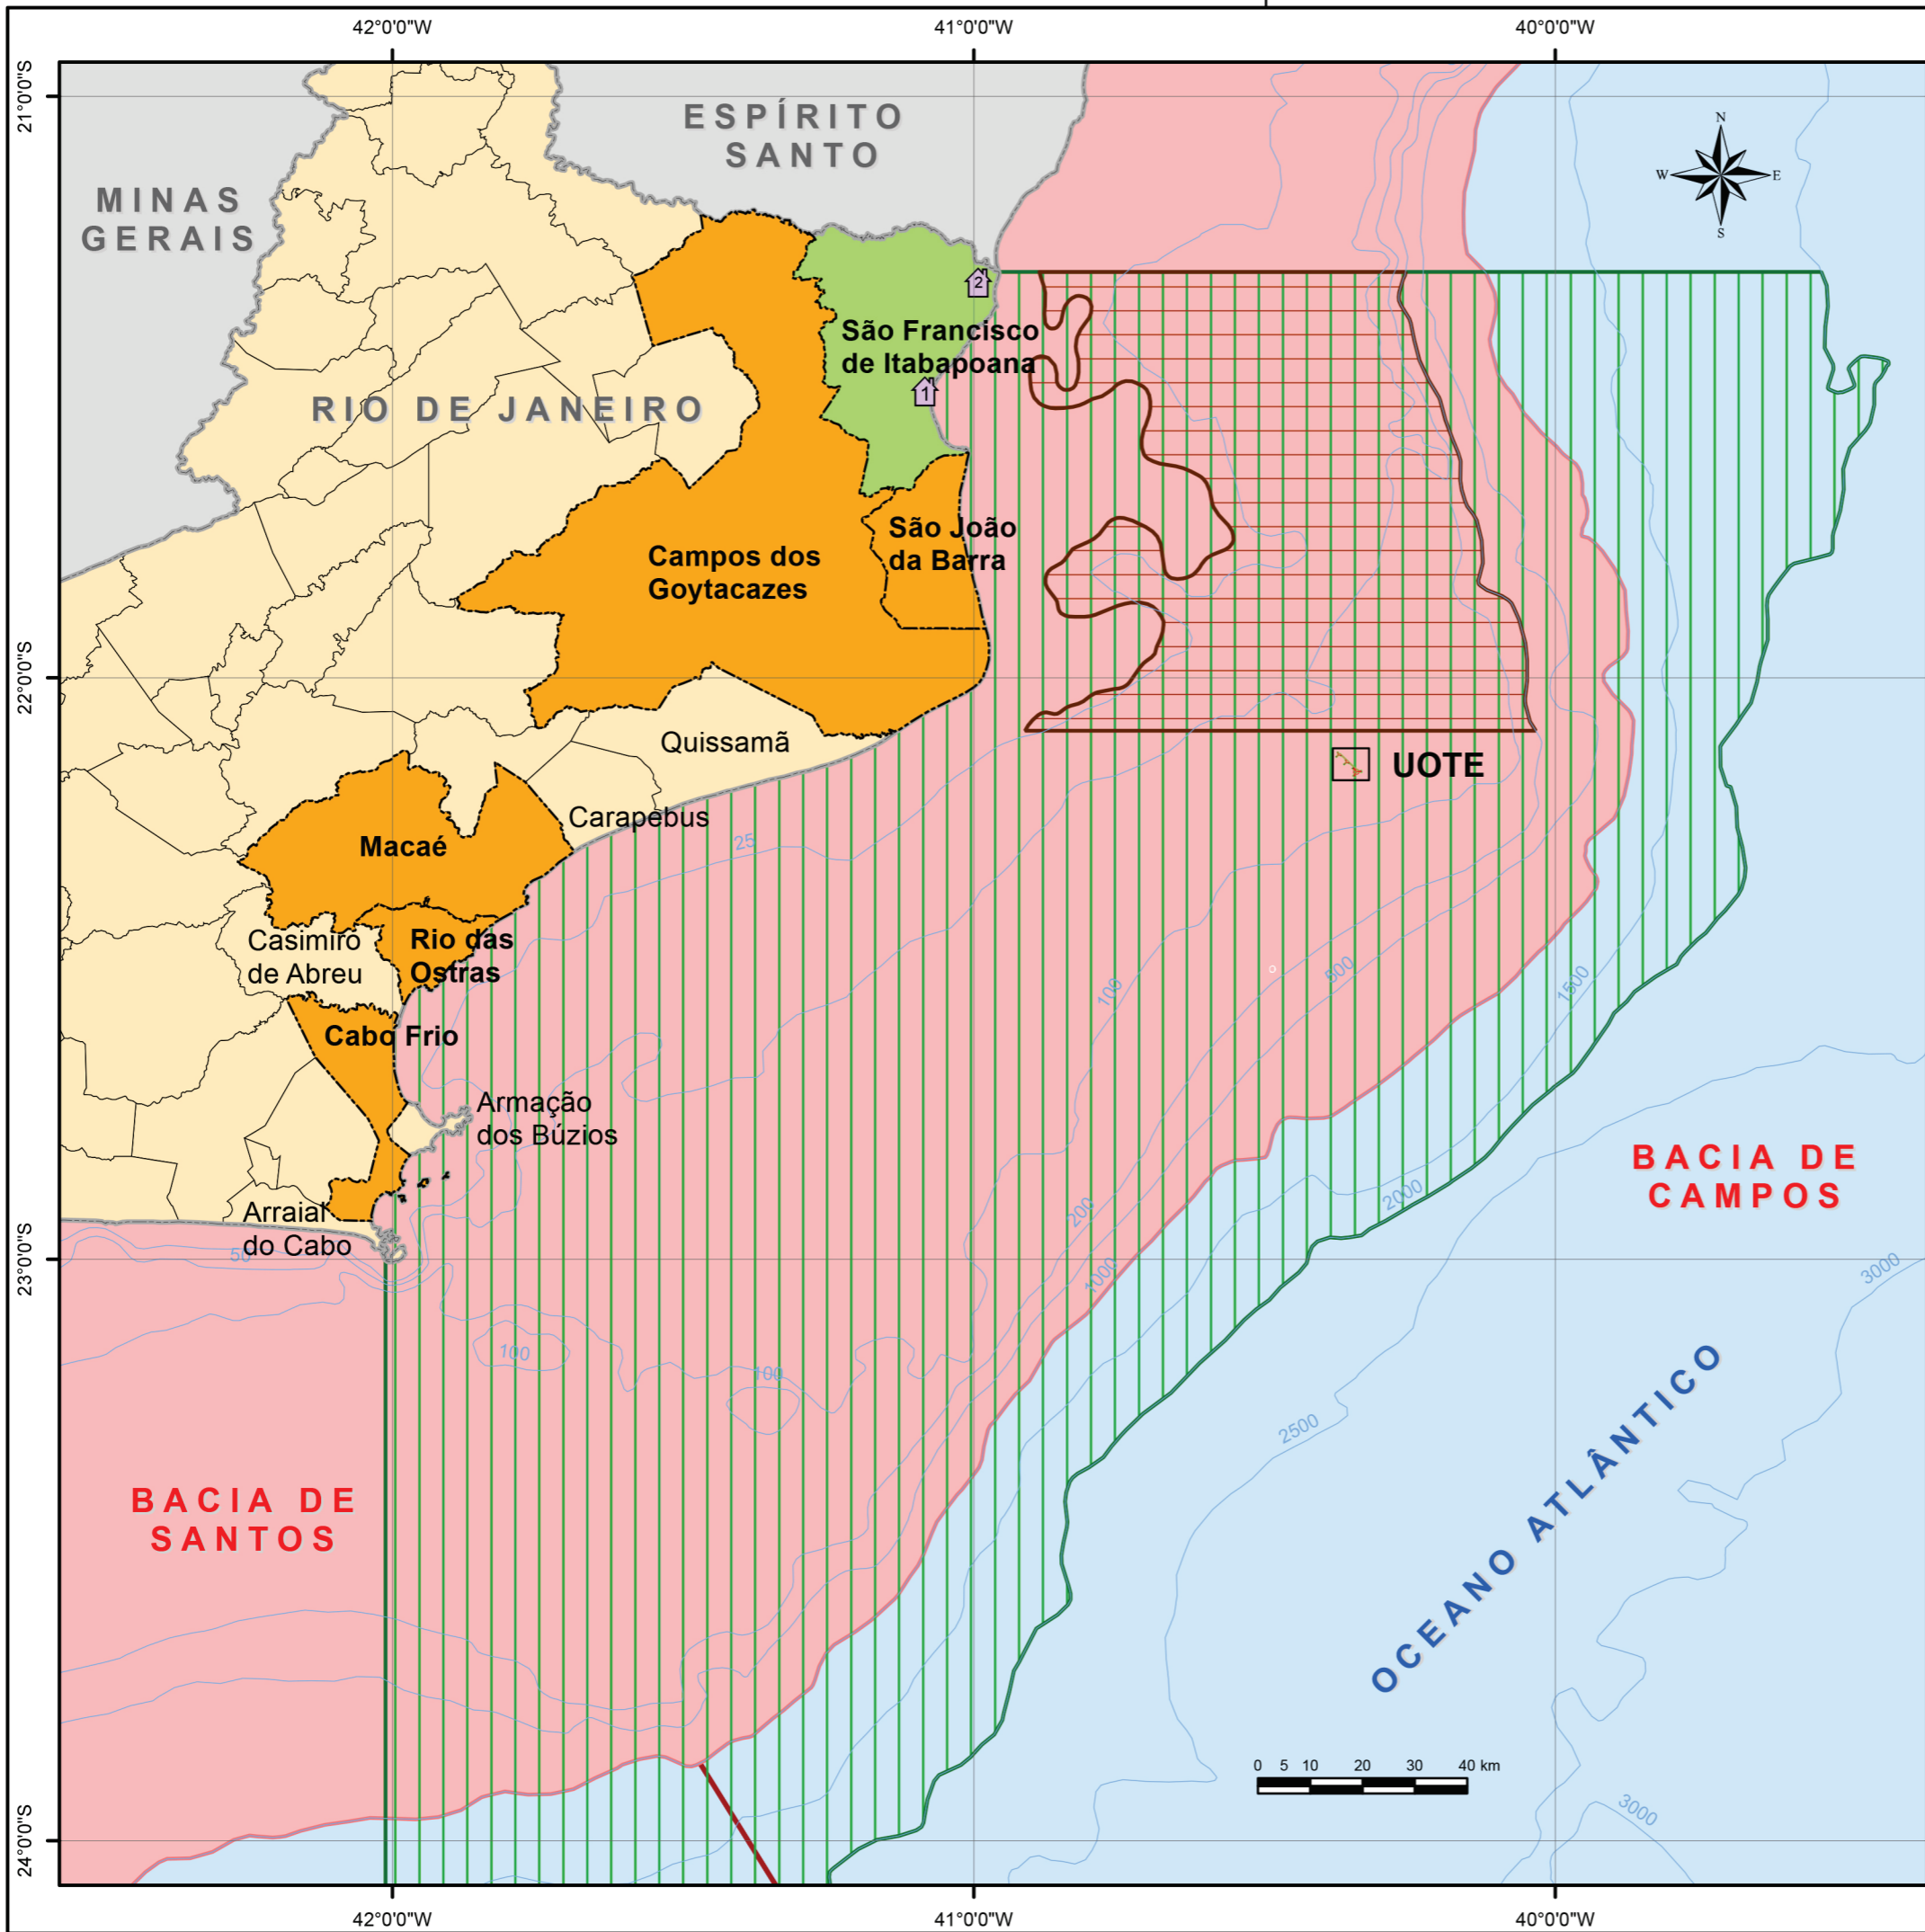 42°0'0"W
41°0'0"W
40°0'0"W
21°0'0"S
ESPÍRITO
SANTO
N
W
E
S
MINAS
GERAIS
2
São Francisco
de Itabapoana
1
RIO DE JANEIRO
São João
da Barra
Campos dos
Goytacazes
22°0'0"S
Quissamã
UOTE
Carapebus
25
Macaé
Casimiro
de Abreu
Rio das
Ostras
100
500
1500
Cabo Frio
Armação
dos Búzios
BACIA DE
CAMPOS
2000
200
1000
Arraial
do Cabo
50
23°0'0"S
3000
100
100
2500
OCEANO ATLÂNTICO
BACIA DE
SANTOS
0 5 10 20 30 40 km
3000
24°0'0"S
42°0'0"W
41°0'0"W
40°0'0"W